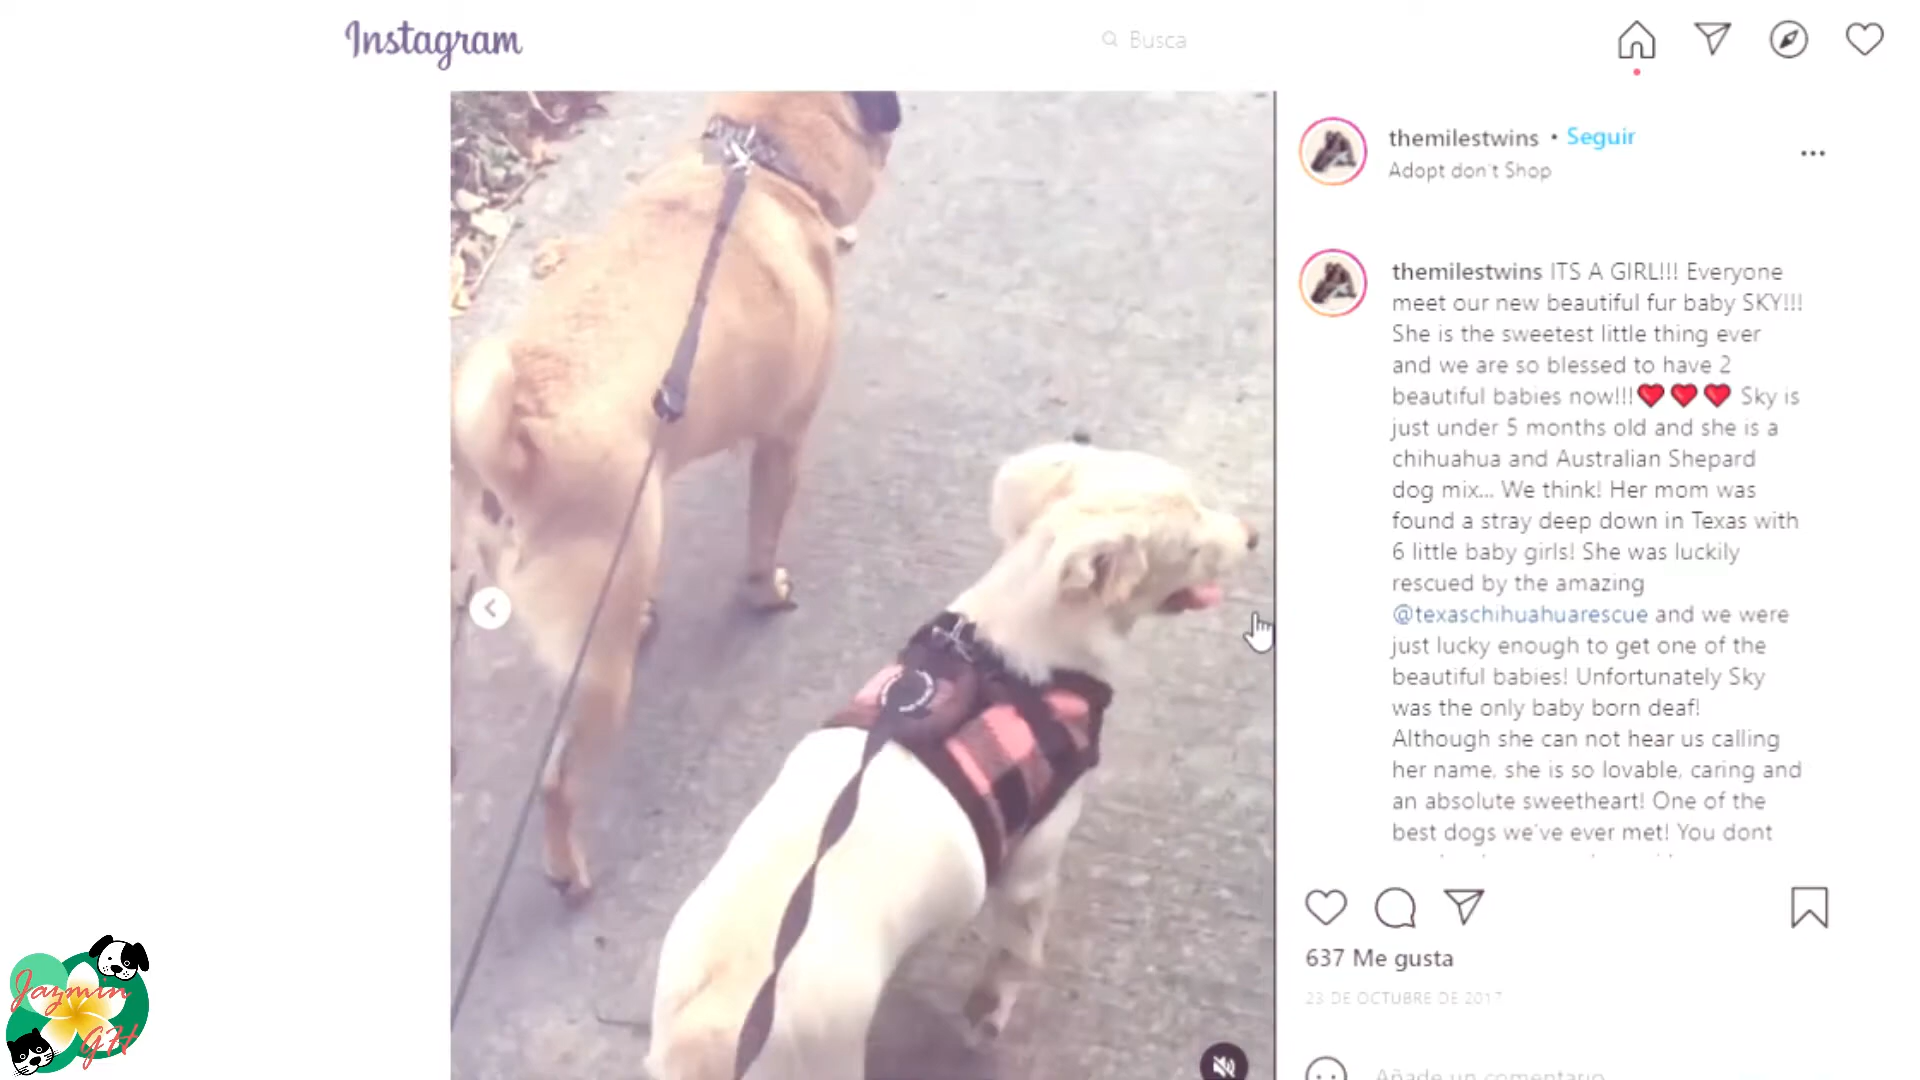 Instagram
Busca
themilestwins • Seguir
Adopt don't Shop
themilestwins ITS A GIRL!!! Everyone
meet our new beautiful fur baby SKY!!!
She is the sweetest little thing ever
and we are so blessed to have 2
beautiful babies now!!!❤❤❤ Sky is
just under 5 months old and she is a
chihuahua and Australian Shepard
dog mix... We think! Her mom was
found a stray deep down in Texas with
6 little baby girls! She was luckily
rescued by the amazing
@texaschihuahuarescue and we were
just lucky enough to get one of the
beautiful babies! Unfortunately Sky
was the only baby born deaf!
Although she can not hear us calling
her name, she is so lovable, caring and
an absolute sweetheart! One of the
best dogs we've ever met! You dont
637 Me gusta
23 DE OCTUBRE DE 2017
Añade un comentario
Jazmin
GH